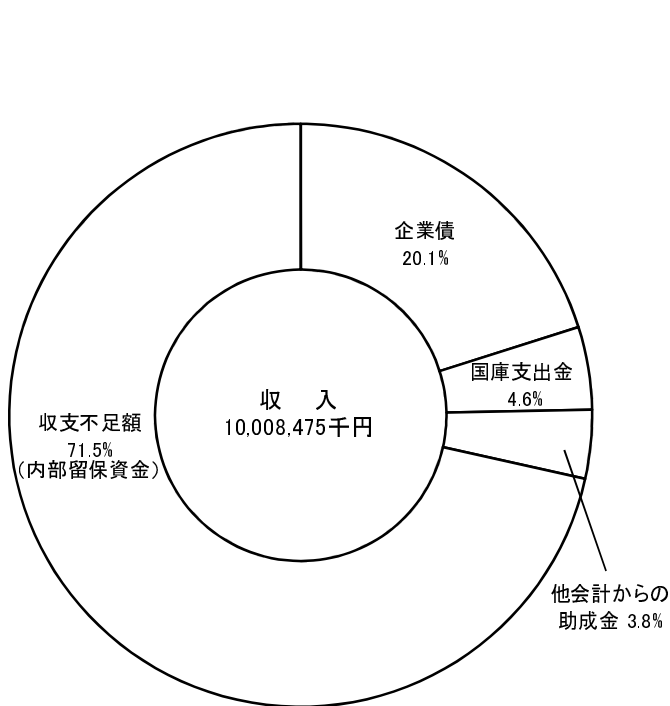 企業債
20.1%
国庫支出金
4.6%
収　入
10,008,475千円
収支不足額
71.5%
（内部留保資金）
他会計からの
助成金 3.8%